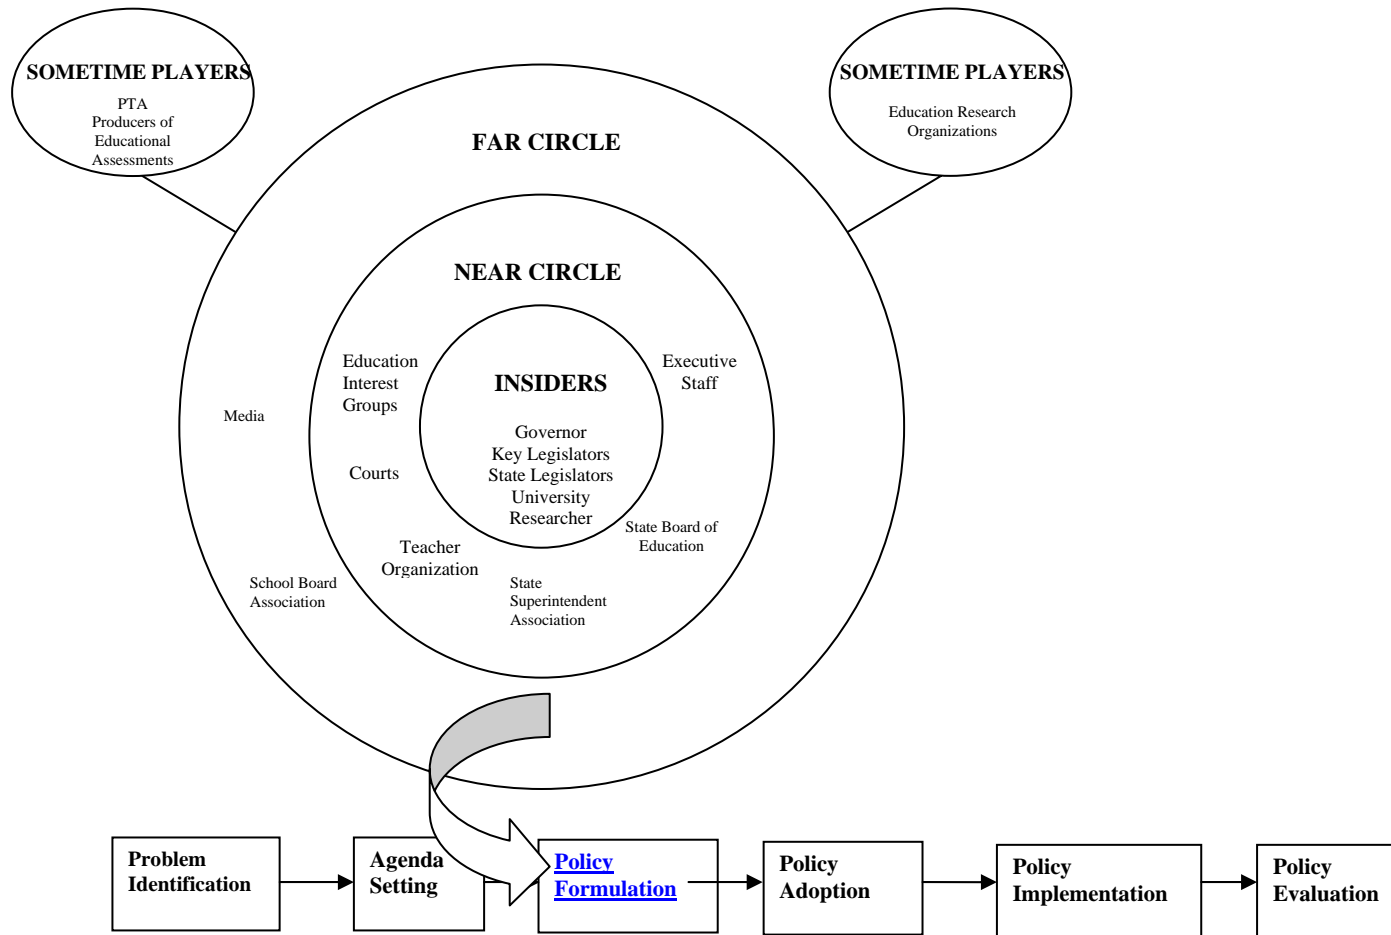 SOMETIME PLAYERS
PTA
Producers of
Educational
Assessments
SOMETIME PLAYERS
Education Research
Organizations
FAR CIRCLE
NEAR CIRCLE
INSIDERS
Governor
Key Legislators
State Legislators
University
Researcher
Education
Interest
Groups
Executive
Staff
Media
Courts
Teacher
Organization
State Board of
Education
State
Superintendent
Association
School Board
Association
Problem
Identification
Agenda
Setting
Policy
Formulation
Policy
Adoption
Policy
Implementation
Policy
Evaluation